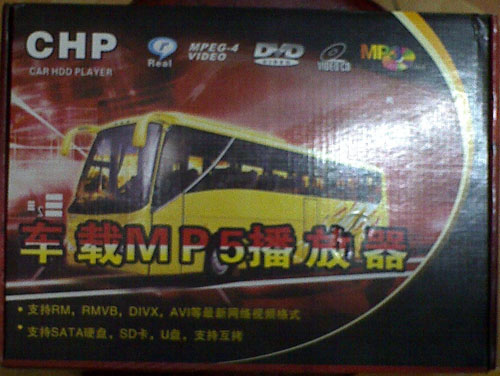 CHP
CAR HDD PLAYER
Real
MPEG-4
VIDEO
DVD
VIDEO
VIDEO CD
车载MP5播放器
• 支持RM，RMVB，DIVX，AVI等最新网络视频格式
• 支持SATA硬盘，SD卡，U盘，支持互拷